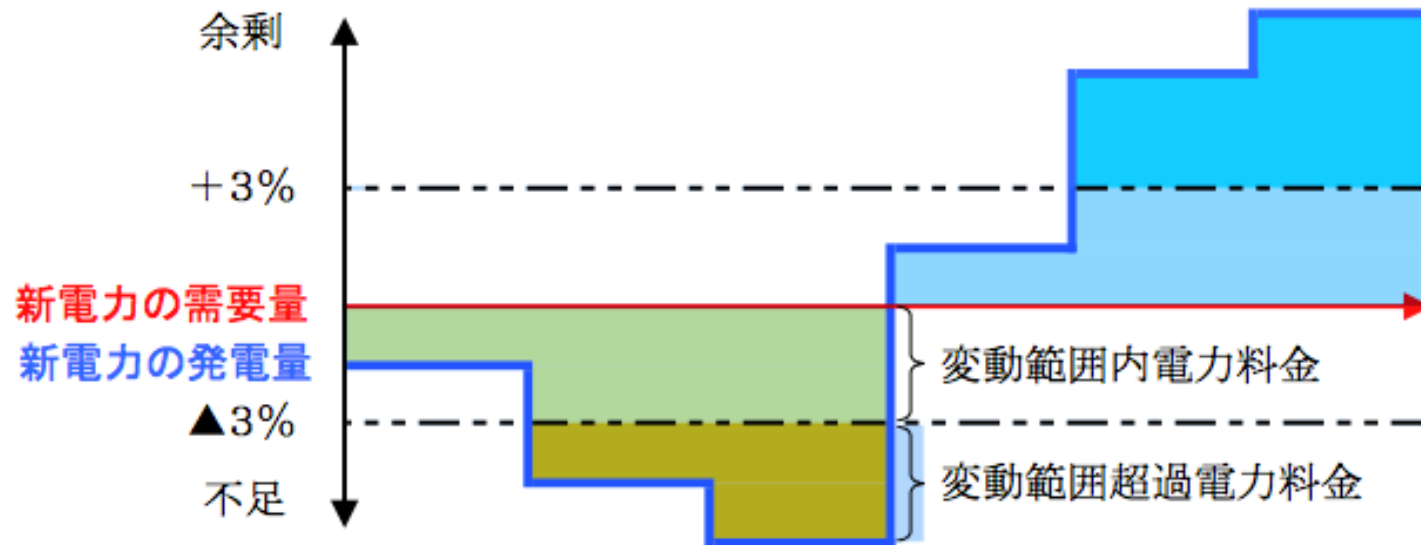 余剰
＋3%
新電力の需要量
新電力の発電量
変動範囲内電力料金
▲3%
変動範囲超過電力料金
不足